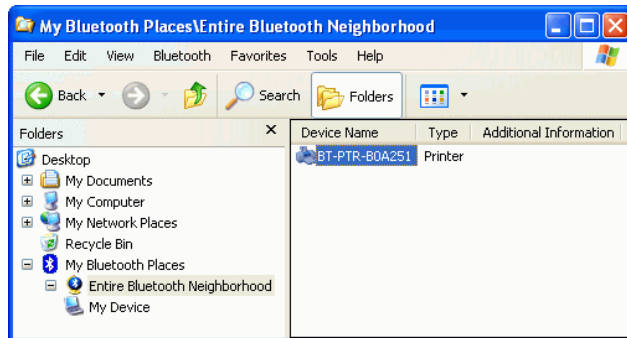 My Bluetooth Places\Entire Bluetooth Neighborhood
File Edit View Bluetooth Favorites Tools Help
Back Search Folders
Folders
Desktop
My Documents
My Computer
My Network Places
Recycle Bin
My Bluetooth Places
Entire Bluetooth Neighborhood
My Device
Device Name Type Additional Information
BT-PTR-B0A251 Printer